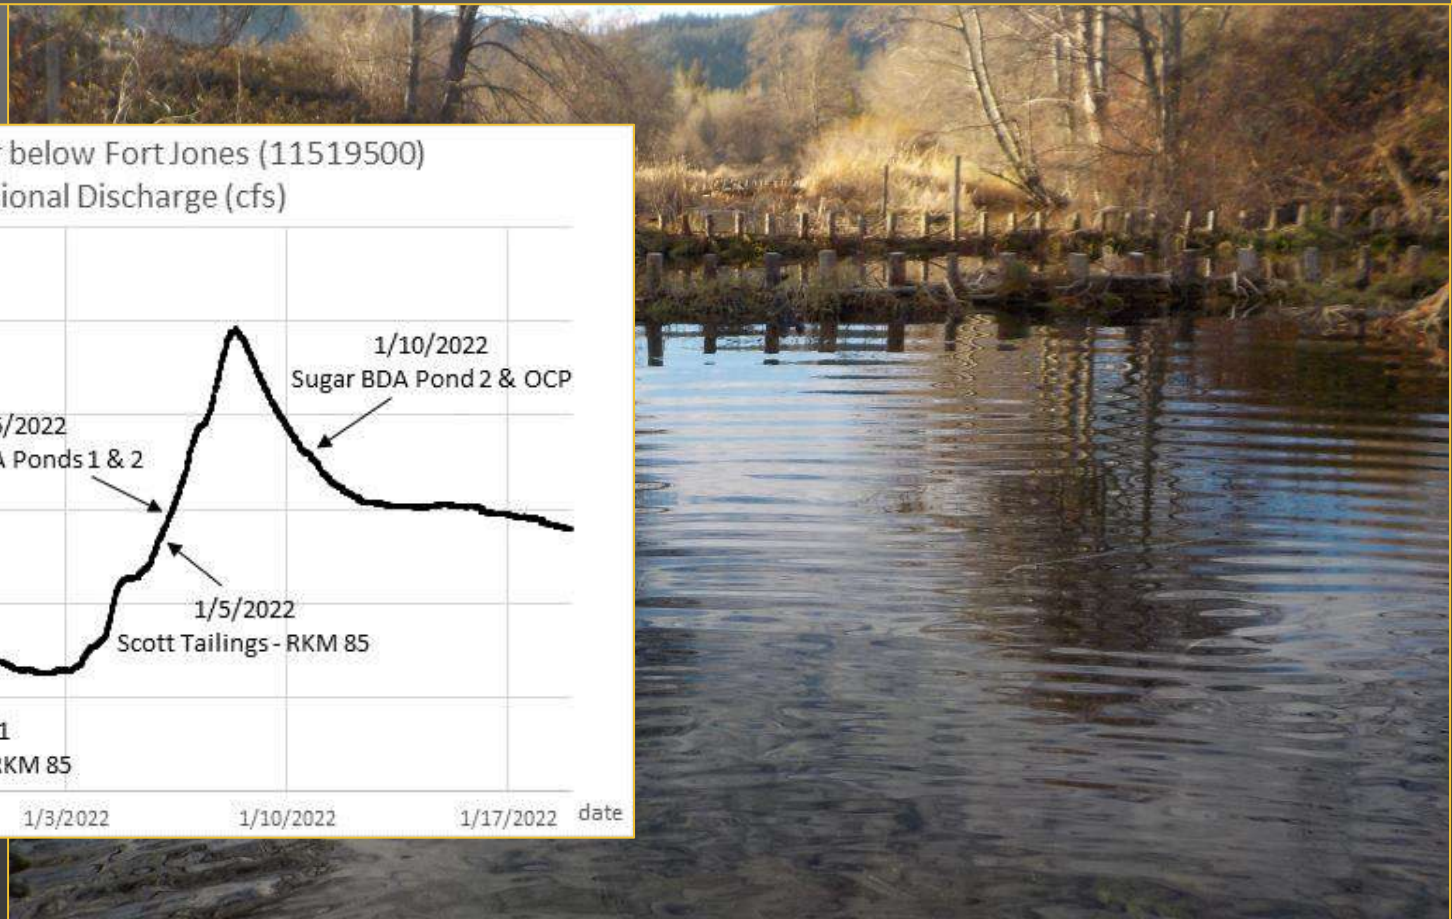 below Fort Jones (11519500)
ional Discharge (cfs)
1/10/2022
Sugar BDA Pond 2 & OCP
5/2022
A Ponds 1 & 2
1/5/2022
Scott Tailings - RKM 85
1
RKM 85
1/3/2022 1/10/2022 1/17/2022 date